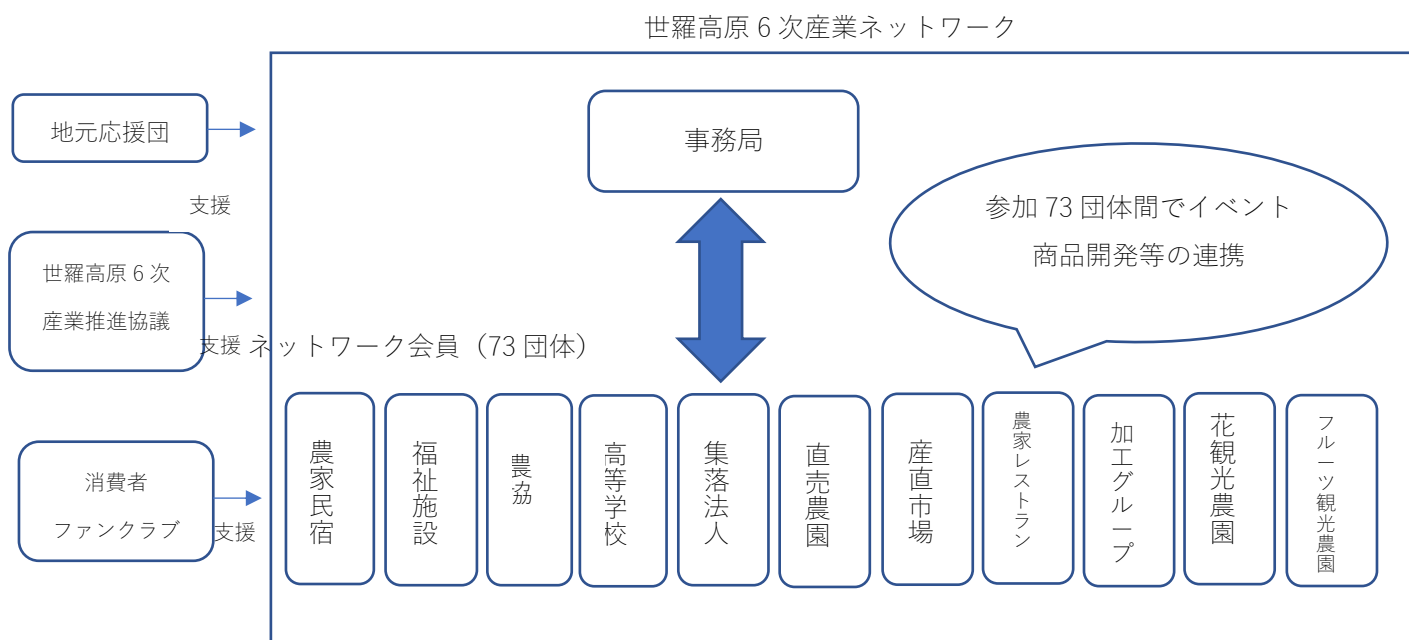 世羅高原 6 次産業ネットワーク
地元応援団
支援
世羅高原 6 次
産業推進協議
支援
消費者
ファンクラブ
支援
事務局
参加 73 団体間でイベント
商品開発等の連携
ネットワーク会員（73 団体）
農家民宿
福祉施設
農協
高等学校
集落法人
直売農園
産直市場
農家レストラン
加工グループ
花観光農園
フルーツ観光農園